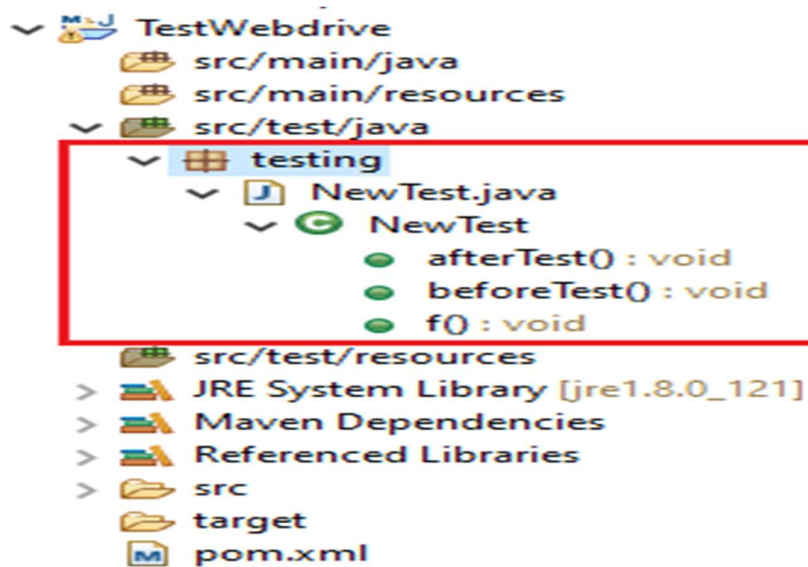 TestWebdrive
src/main/java
src/main/resources
src/test/java
testing
NewTest.java
NewTest
afterTest() : void
beforeTest() : void
f() : void
src/test/resources
JRE System Library [jre1.8.0_121]
Maven Dependencies
Referenced Libraries
src
target
pom.xml